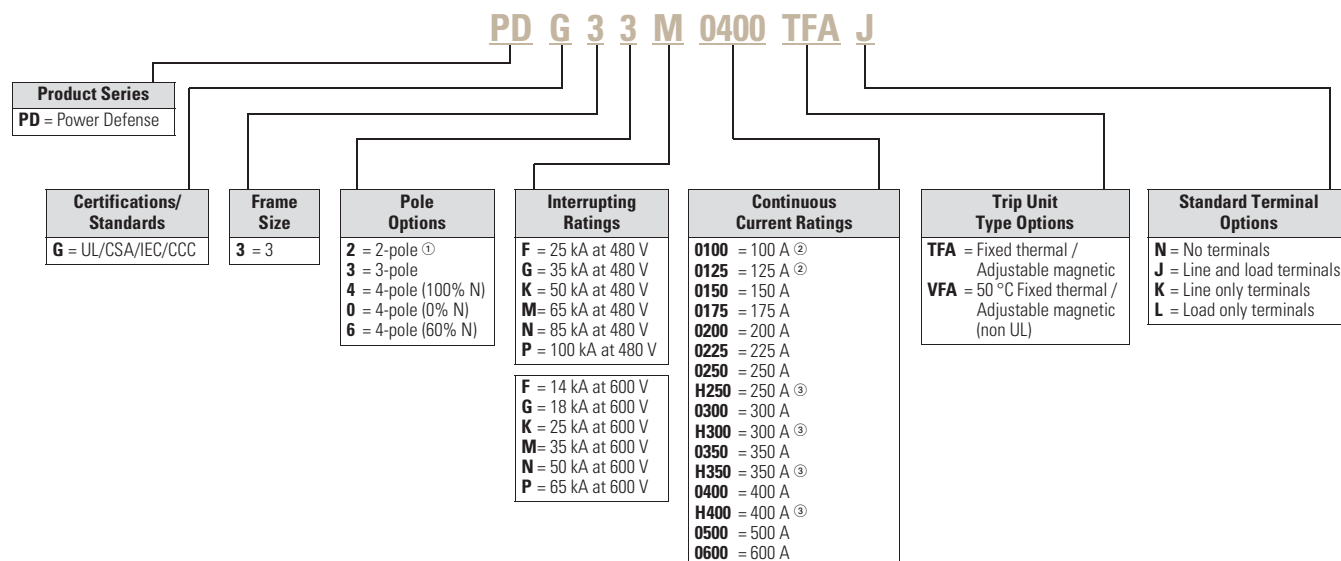 PD G 3 3 M 0400 TFA J
Product Series
PD = Power Defense
Certifications/
Standards
G = UL/CSA/IEC/CCC
Frame
Size
3 = 3
Pole
Options
2 = 2-pole ①
3 = 3-pole
4 = 4-pole (100% N)
0 = 4-pole (0% N)
6 = 4-pole (60% N)
Interrupting
Ratings
F = 25 kA at 480 V
G = 35 kA at 480 V
K = 50 kA at 480 V
M= 65 kA at 480 V
N = 85 kA at 480 V
P = 100 kA at 480 V
F = 14 kA at 600 V
G = 18 kA at 600 V
K = 25 kA at 600 V
M= 35 kA at 600 V
N = 50 kA at 600 V
P = 65 kA at 600 V
Continuous
Current Ratings
0100 = 100 A ②
0125 = 125 A ②
0150 = 150 A
0175 = 175 A
0200 = 200 A
0225 = 225 A
0250 = 250 A
H250 = 250 A ③
0300 = 300 A
H300 = 300 A ③
0350 = 350 A
H350 = 350 A ③
0400 = 400 A
H400 = 400 A ③
0500 = 500 A
0600 = 600 A
Trip Unit
Type Options
TFA = Fixed thermal /
Adjustable magnetic
VFA = 50 °C Fixed thermal /
Adjustable magnetic
(non UL)
Standard Terminal
Options
N = No terminals
J = Line and load terminals
K = Line only terminals
L = Load only terminals